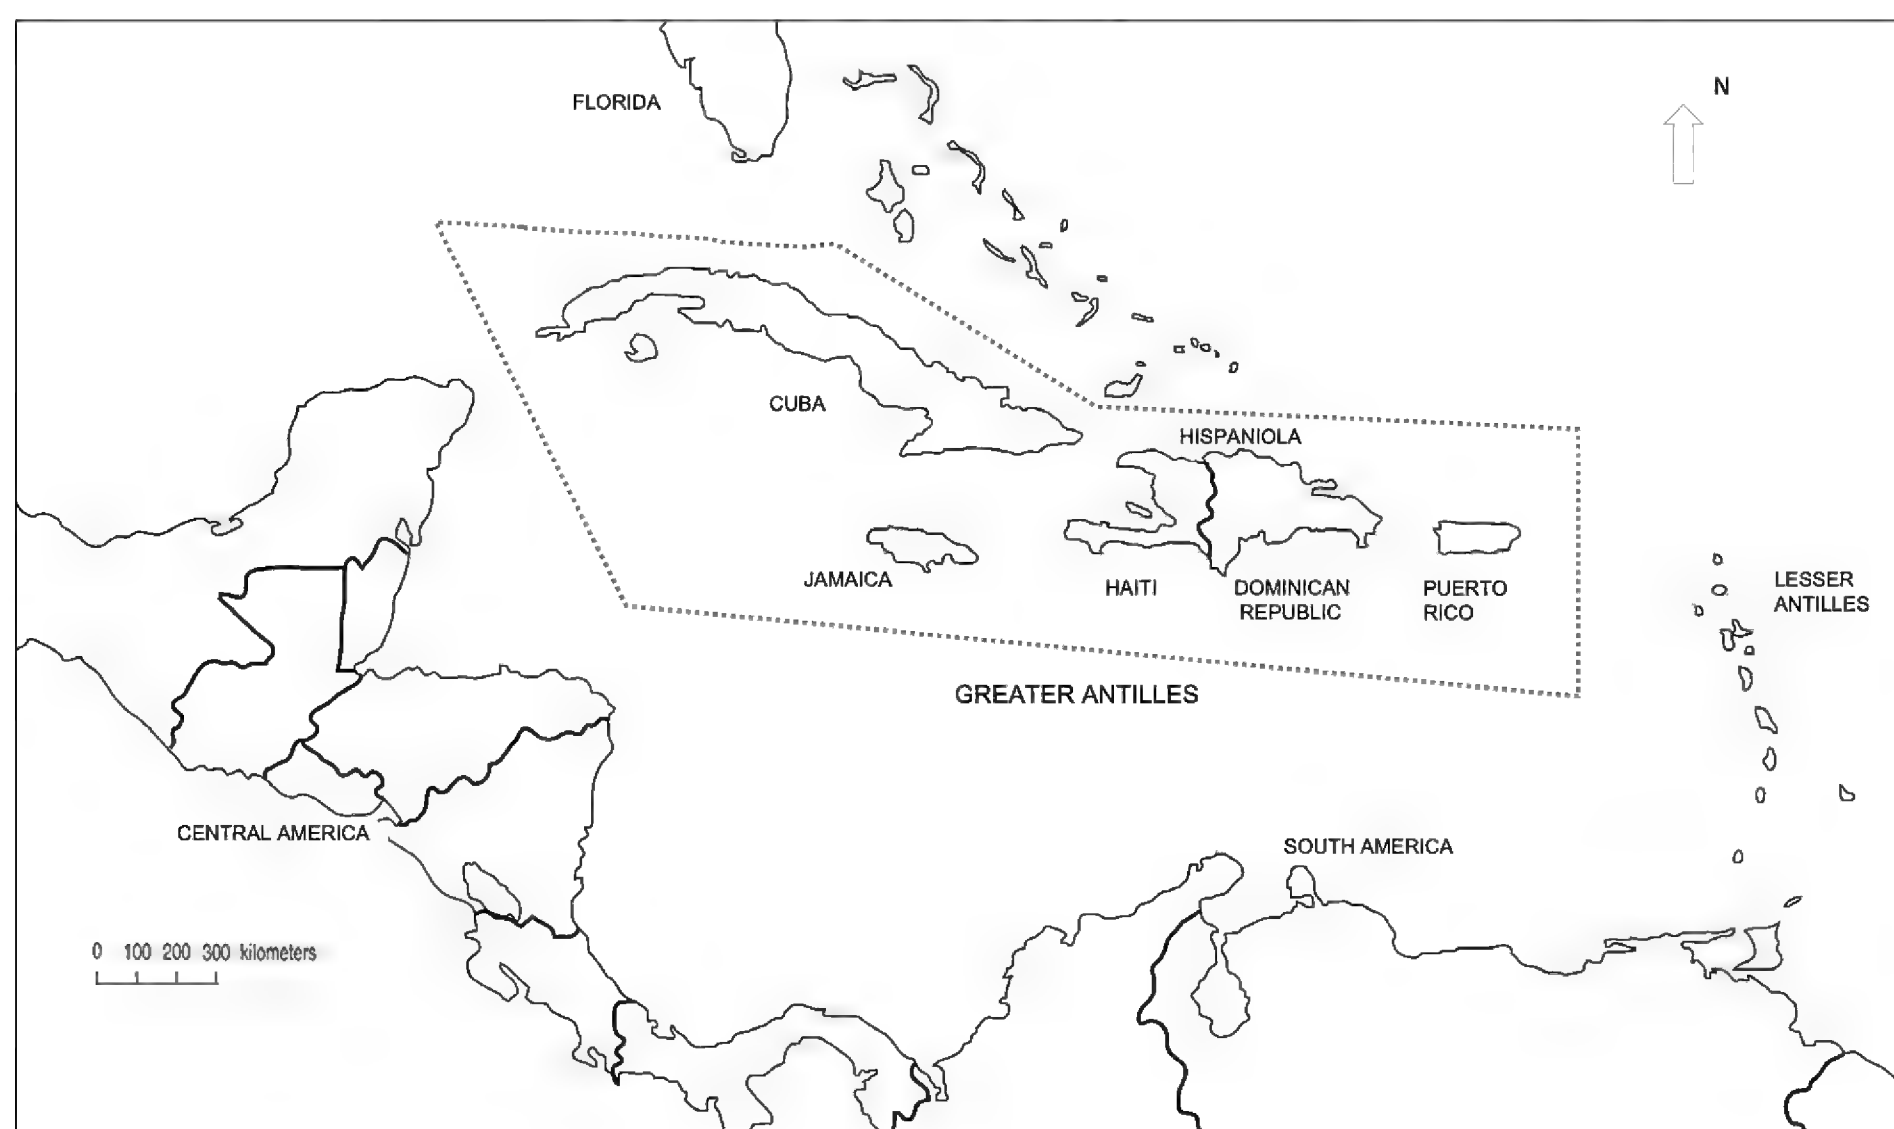 N
FLORIDA
CUBA
HISPANIOLA
JAMAICA
HAITI
DOMINICAN
REPUBLIC
PUERTO
RICO
LESSER
ANTILLES
GREATER ANTILLES
CENTRAL AMERICA
SOUTH AMERICA
0 100 200 300 kilometers